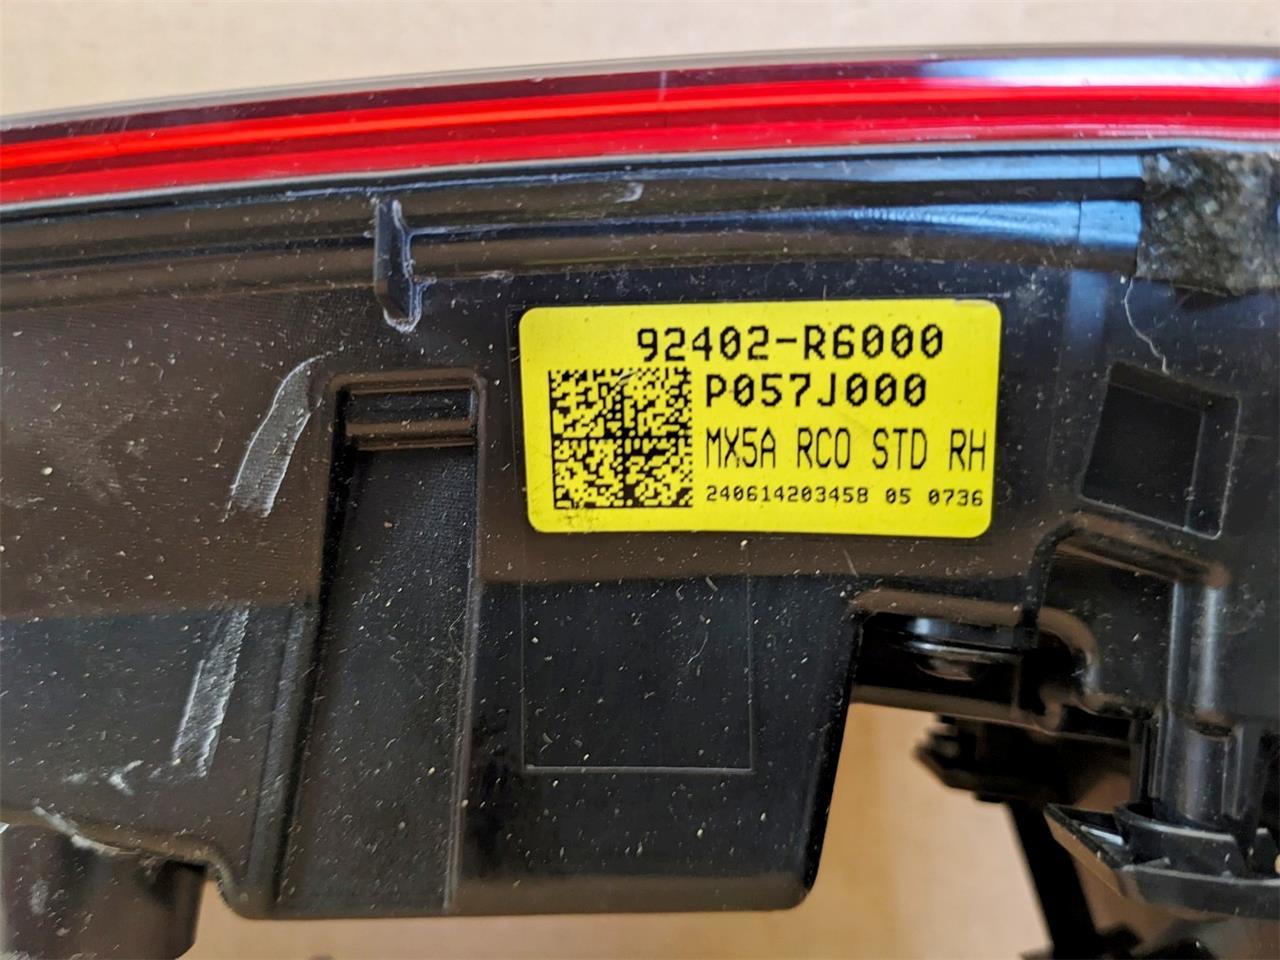 92402-R6000
P057J000
MX5A RCO STD RH
240614203458 05 0736